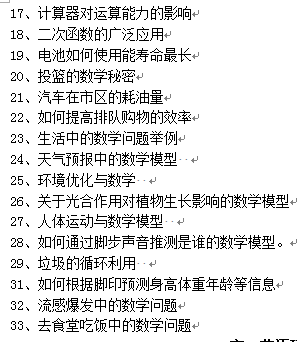 17、计算器对运算能力的影响
18、二次函数的广泛应用
19、电池如何使用能寿命最长
20、投篮的数学秘密
21、汽车在市区的耗油量
22、如何提高排队购物的效率
23、生活中的数学问题举例
24、天气预报中的数学模型
25、环境优化与数学
26、关于光合作用对植物生长影响的数学模型
27、人体运动与数学模型
28、如何通过脚步声音推测是谁的数学模型。
29、垃圾的循环利用
31、如何根据脚印预测身高体重年龄等信息
32、流感爆发中的数学问题
33、去食堂吃饭中的数学问题